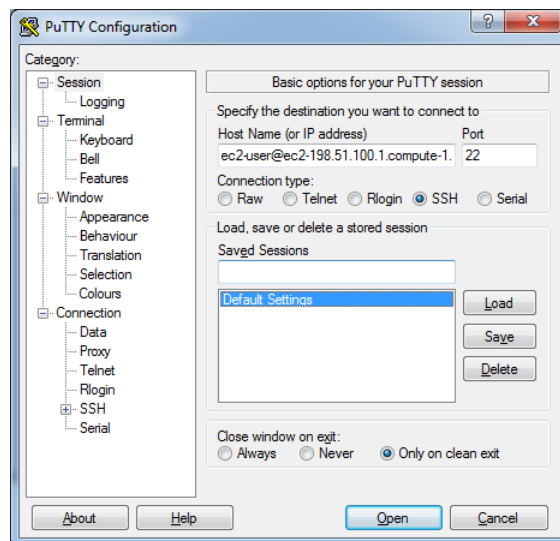 PuTTY Configuration
Category:
Session
Logging
Terminal
Keyboard
Bell
Features
Window
Appearance
Behaviour
Translation
Selection
Colours
Connection
Data
Proxy
Telnet
Rlogin
SSH
Serial
Basic options for your PuTTY session
Specify the destination you want to connect to
Host Name (or IP address) Port
ec2-user@ec2-198.51.100.1.compute-1. 22
Connection type:
Raw Telnet Rlogin SSH Serial
Load, save or delete a stored session
Saved Sessions
Default Settings
Load
Save
Delete
Close window on exit:
Always Never Only on clean exit
About Help Open Cancel